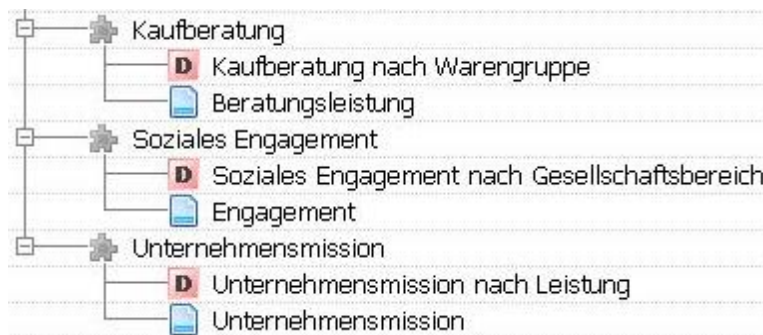 Kaufberatung
D Kaufberatung nach Warengruppe
Beratungsleistung
Soziales Engagement
D Soziales Engagement nach Gesellschaftsbereich
Engagement
Unternehmensmission
D Unternehmensmission nach Leistung
Unternehmensmission